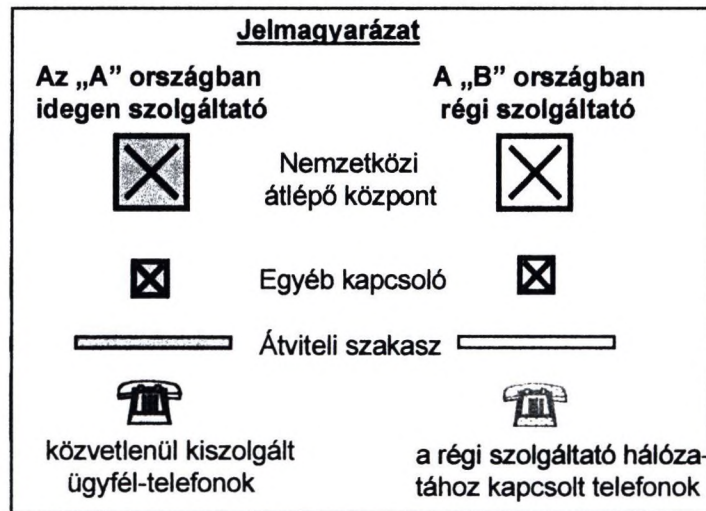 Jelmagyarázat
Az „A” országban
idegen szolgáltató
A „B” országban
régi szolgáltató
Nemzetközi
átlépő központ
Egyéb kapcsoló
Átviteli szakasz
közvetlenül kiszolgált
ügyfél-telefonok
a régi szolgáltató hálóza-
tához kapcsolt telefonok